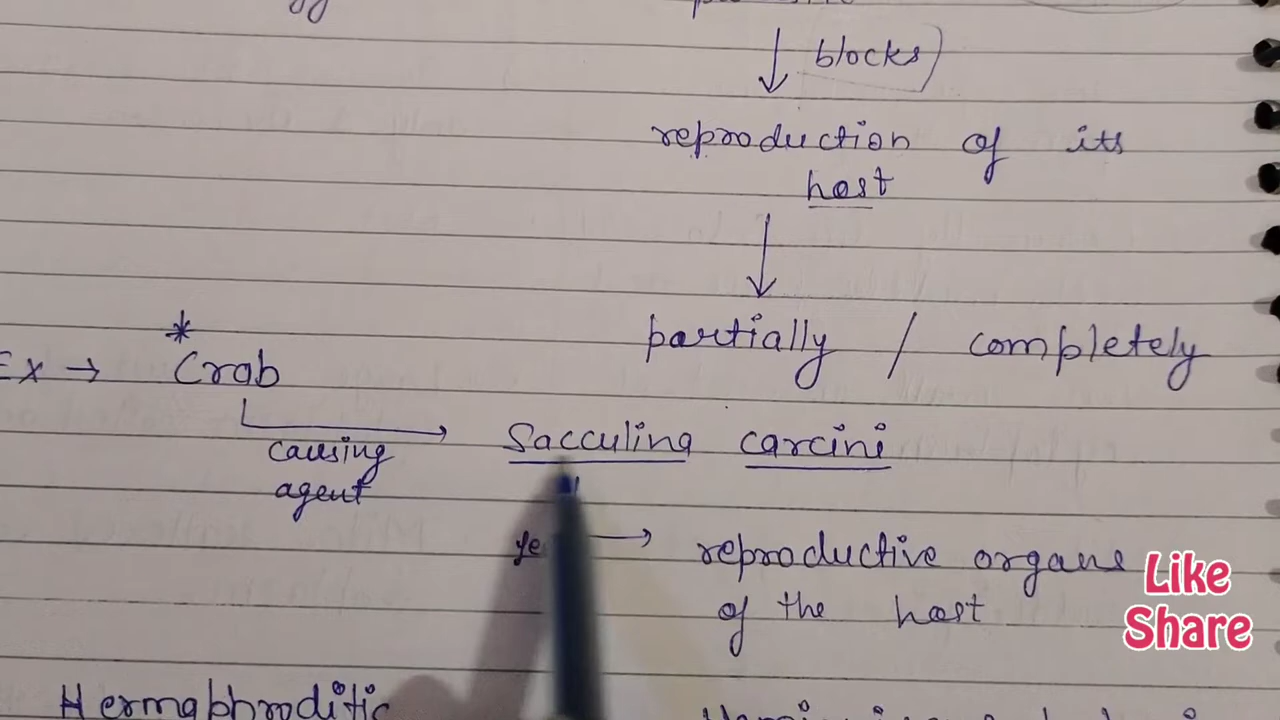 ↓ blocks)
reproduction of its
host
↓
partially / completely
*
Ex → Crab
causing
agent
Sacculina carcini
→ reproductive organs
of the host
Like
Share
Hermaphroditic